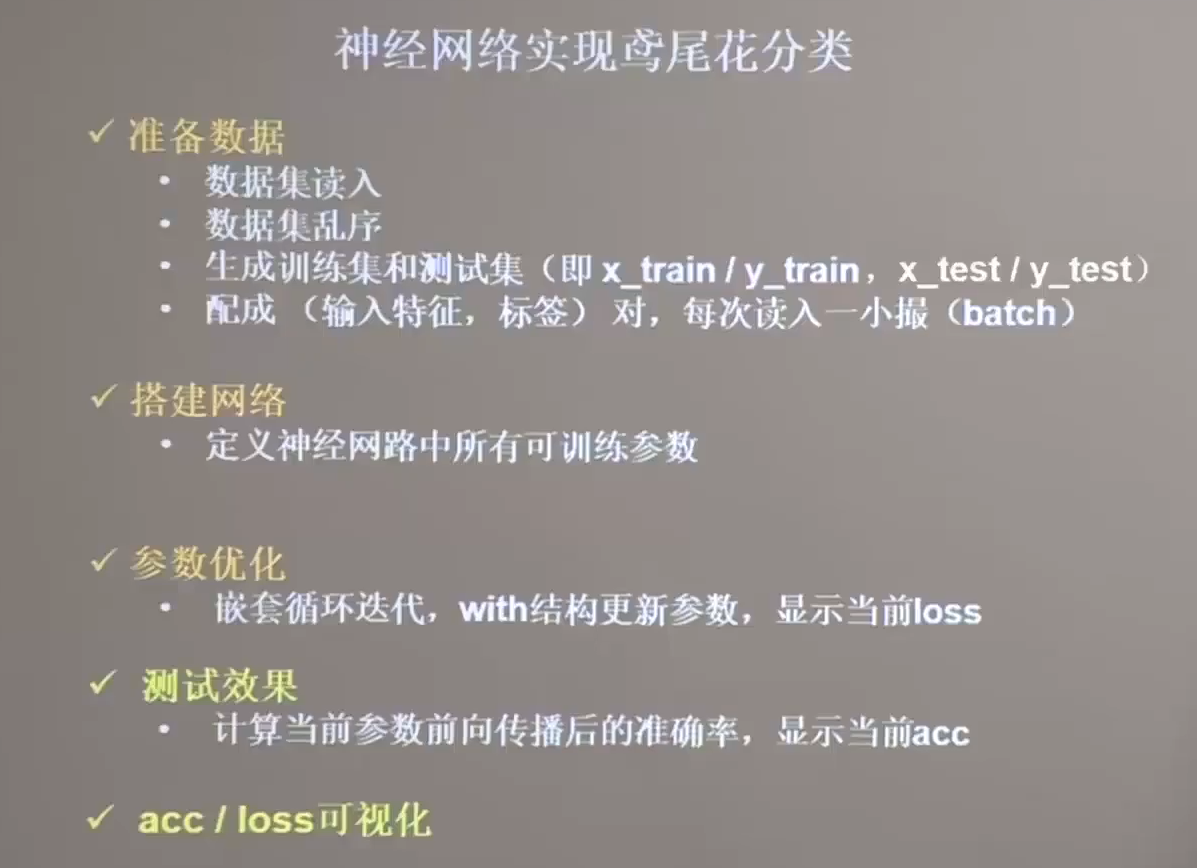 神经网络实现鸢尾花分类
✓ 准备数据
• 数据集读入
• 数据集乱序
• 生成训练集和测试集（即 x_train / y_train，x_test / y_test）
• 配成 （输入特征，标签） 对，每次读入一小撮（batch）
✓ 搭建网络
• 定义神经网路中所有可训练参数
✓ 参数优化
• 嵌套循环迭代，with结构更新参数，显示当前loss
✓ 测试效果
• 计算当前参数前向传播后的准确率，显示当前acc
✓ acc / loss可视化